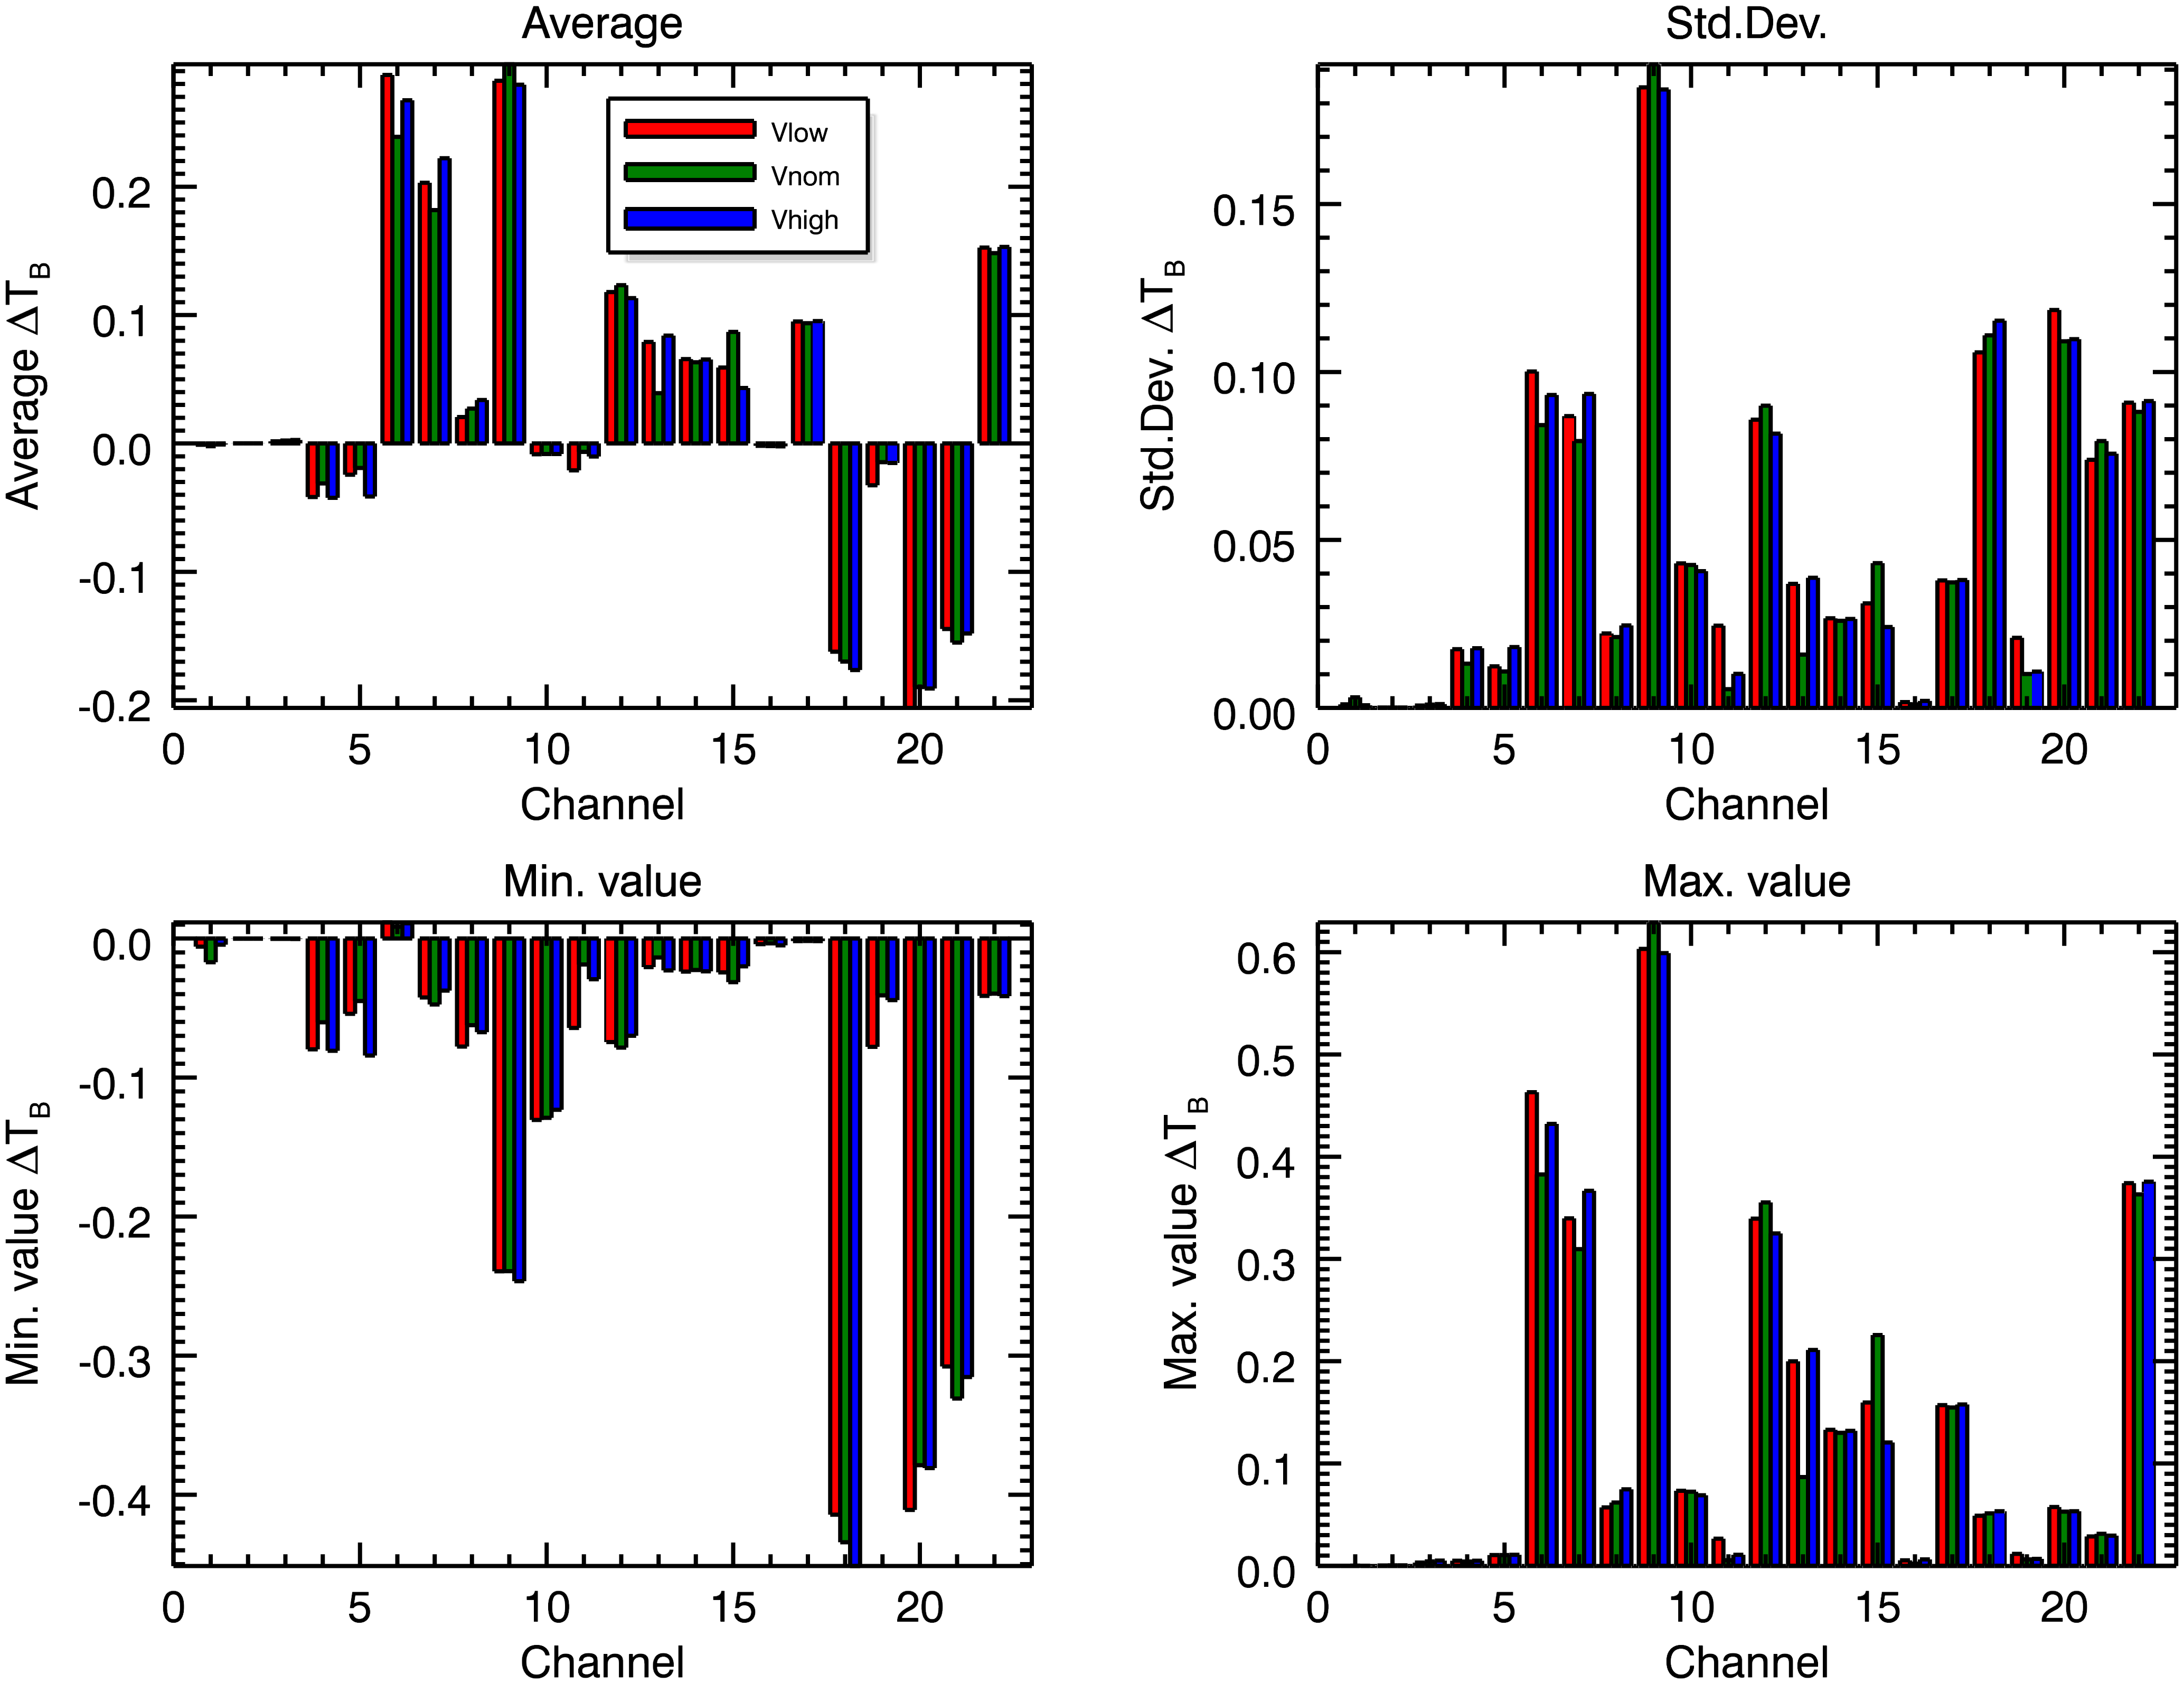 Average
Average ΔTB
0.2
0.1
0.0
-0.1
-0.2
0 5 10 15 20
Channel
Vlow
Vnom
Vhigh
Std.Dev.
Std.Dev. ΔTB
0.15
0.10
0.05
0.00
0 5 10 15 20
Channel
Min. value
Min. value ΔTB
0.0
-0.1
-0.2
-0.3
-0.4
0 5 10 15 20
Channel
Max. value
Max. value ΔTB
0.6
0.5
0.4
0.3
0.2
0.1
0.0
0 5 10 15 20
Channel